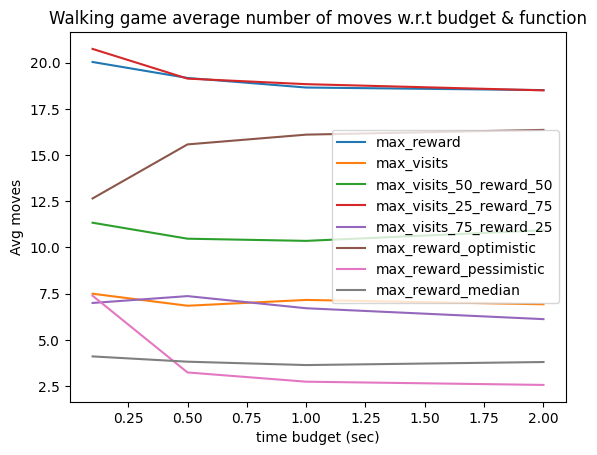 Walking game average number of moves w.r.t budget & function
20.0
17.5
15.0
12.5
10.0
7.5
5.0
2.5
Avg moves
max_reward
max_visits
max_visits_50_reward_50
max_visits_25_reward_75
max_visits_75_reward_25
max_reward_optimistic
max_reward_pessimistic
max_reward_median
0.25 0.50 0.75 1.00 1.25 1.50 1.75 2.00
time budget (sec)